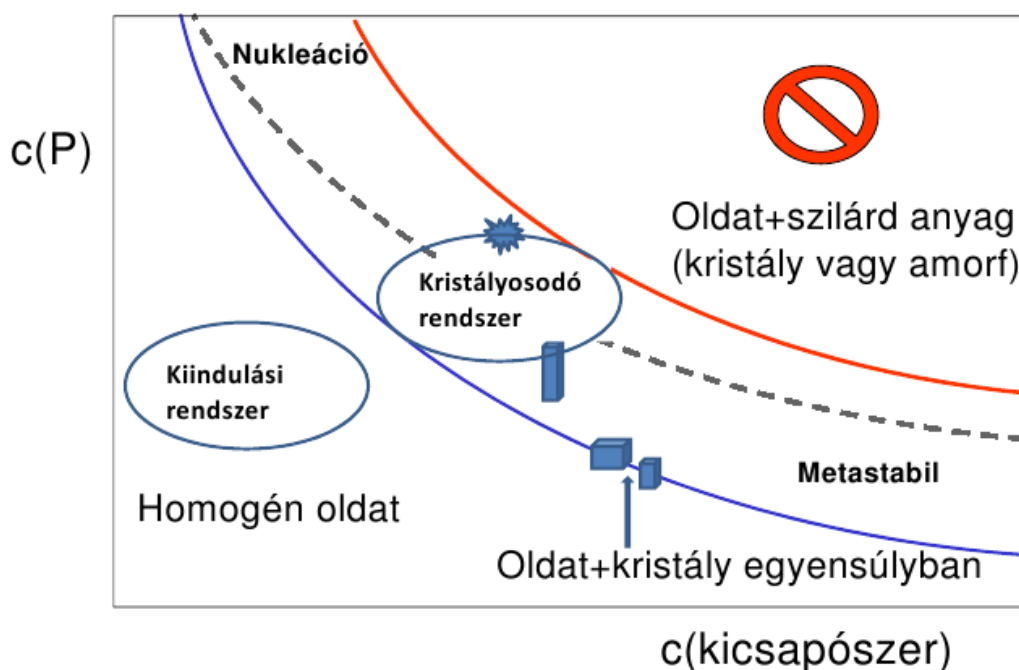 Nukleáció
c(P)
Oldat+szilárd anyag
(kristály vagy amorf)
Kristályosodó
rendszer
Kiindulási
rendszer
Metastabil
Homogén oldat
Oldat+kristály egyensúlyban
c(kicsapószer)